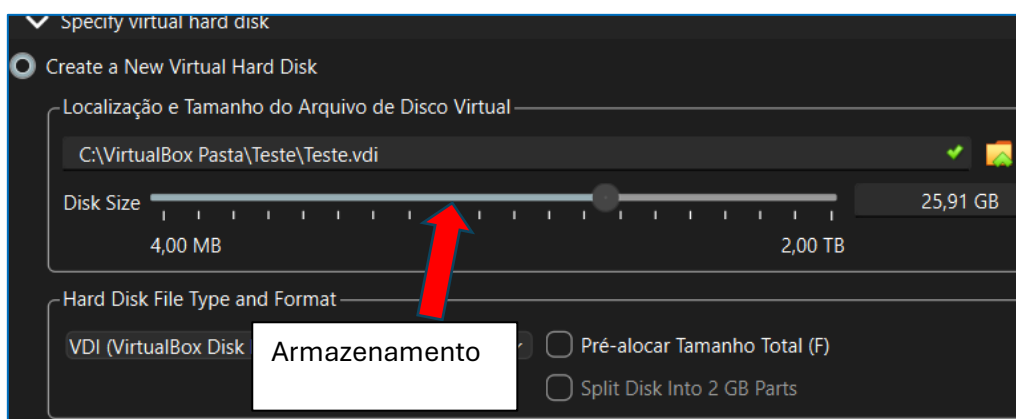 Specify virtual hard disk
Create a New Virtual Hard Disk
Localização e Tamanho do Arquivo de Disco Virtual
C:\VirtualBox Pasta\Teste\Teste.vdi
Disk Size
25,91 GB
4,00 MB
2,00 TB
Hard Disk File Type and Format
VDI (VirtualBox Disk
Armazenamento
Pré-alocar Tamanho Total (F)
Split Disk Into 2 GB Parts